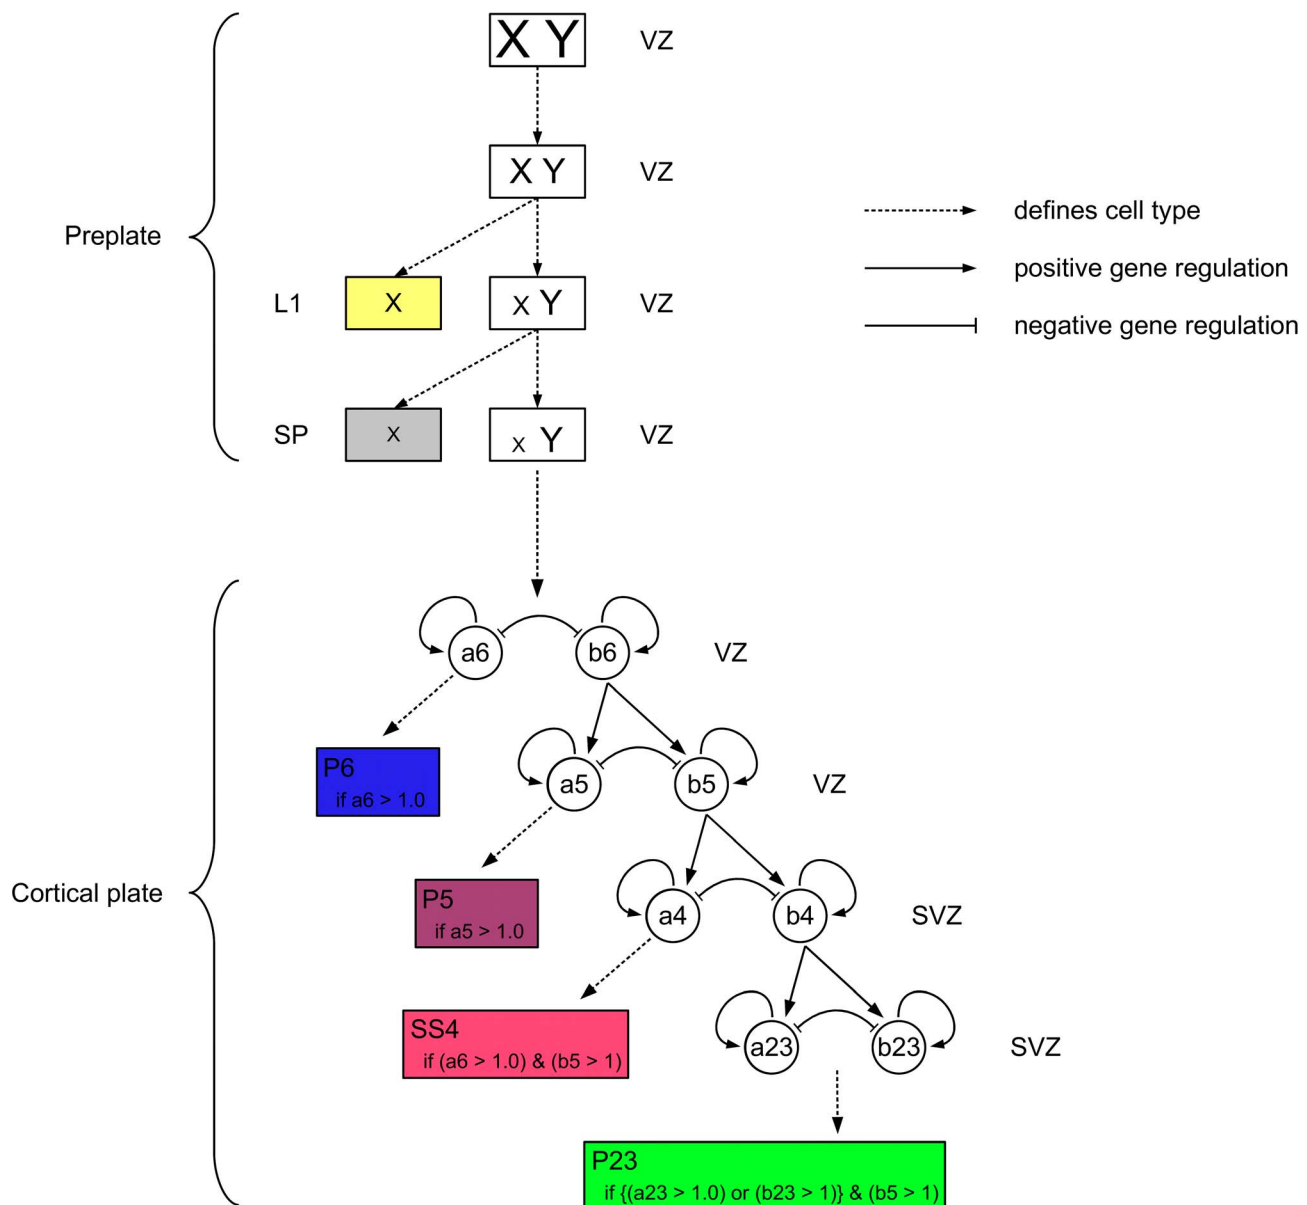 X Y VZ
X Y VZ
Preplate
defines cell type
positive gene regulation
negative gene regulation
L1 X x Y VZ
SP x x Y VZ
Cortical plate
a6 b6 VZ
P6
if a6 > 1.0
a5 b5 VZ
P5
if a5 > 1.0
a4 b4 SVZ
SS4
if (a6 > 1.0) & (b5 > 1)
a23 b23 SVZ
P23
if {(a23 > 1.0) or (b23 > 1)} & (b5 > 1)